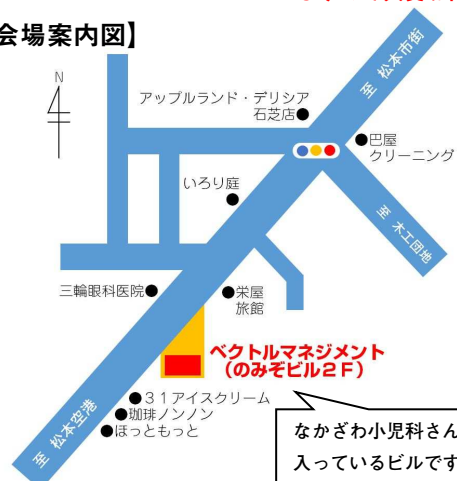 会場案内図】
N
至 松本市街
アップルランド・デリシア
石芝店●
●巴屋
クリーニング
いろり庭
●
至 木工団地
三輪眼科医院●
●栄屋
旅館
ベクトルマネジメント
（のみぞビル２Ｆ）
●３１アイスクリーム
●珈琲ノンノン
●ほっともっと
至 松本空港
なかざわ小児科さん
入っているビルです